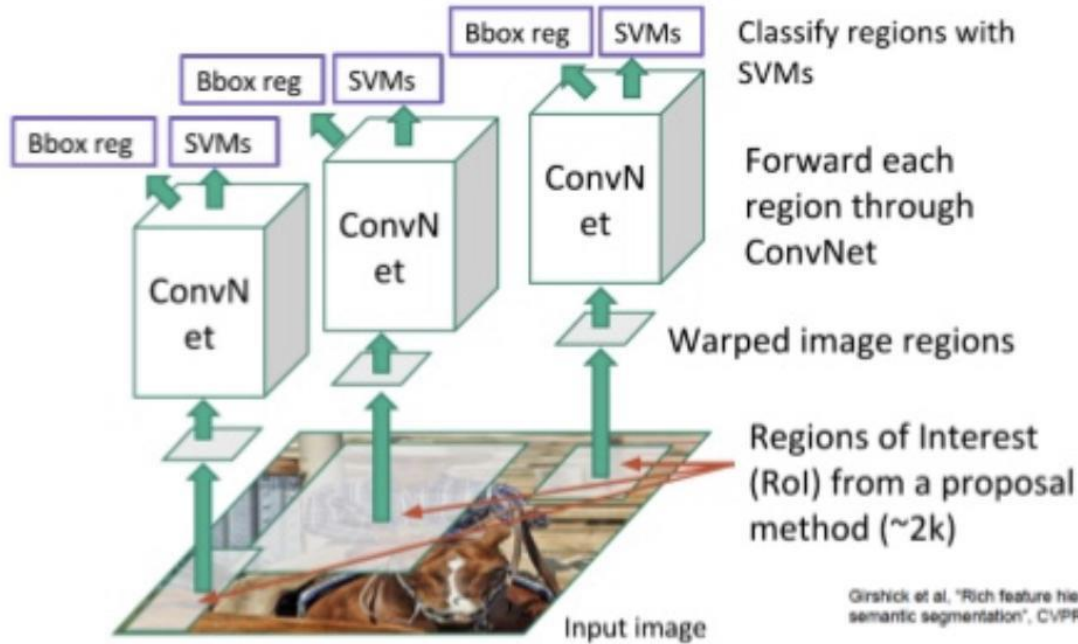 Bbox reg SVMs
Classify regions with
SVMs
Bbox reg SVMs
Bbox reg SVMs
ConvN
et
ConvN
et
ConvN
et
Forward each
region through
ConvNet
Warped image regions
Regions of Interest
(RoI) from a proposal
method (~2k)
Input image
Girshick et al, "Rich feature hie
semantic segmentation", CVPR